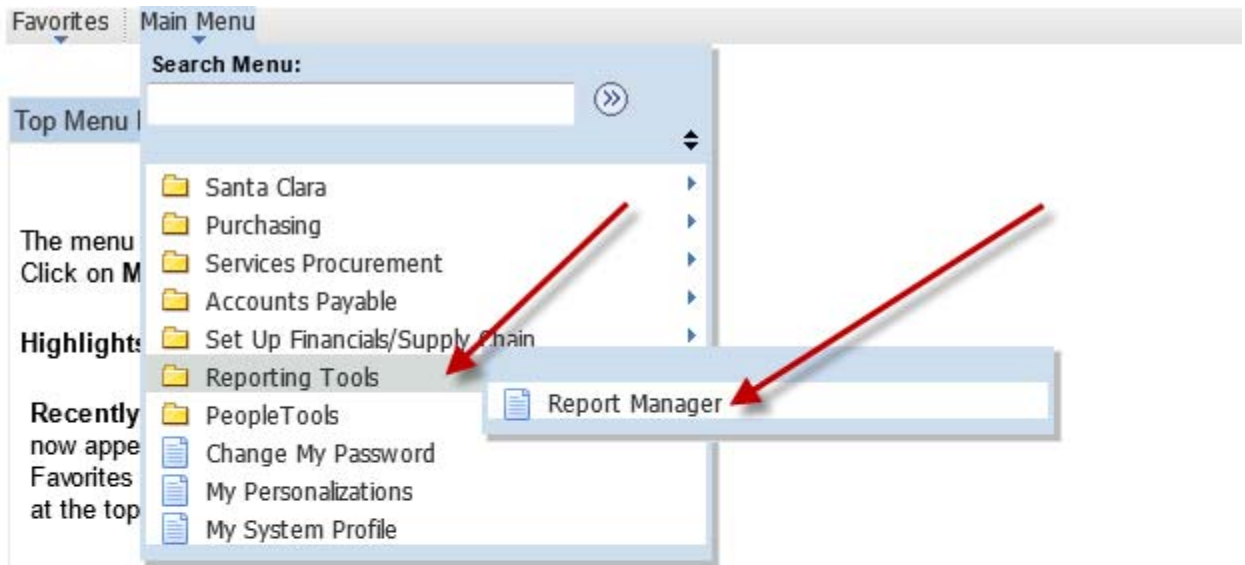 Favorites Main Menu
Search Menu:
Top Menu
Santa Clara
Purchasing
The menu
Services Procurement
Click on
Accounts Payable
Highlights
Set Up Financials/Supply Chain
Reporting Tools
Report Manager
Recently
PeopleTools
now appe
Change My Password
Favorites
My Personalizations
at the top
My System Profile